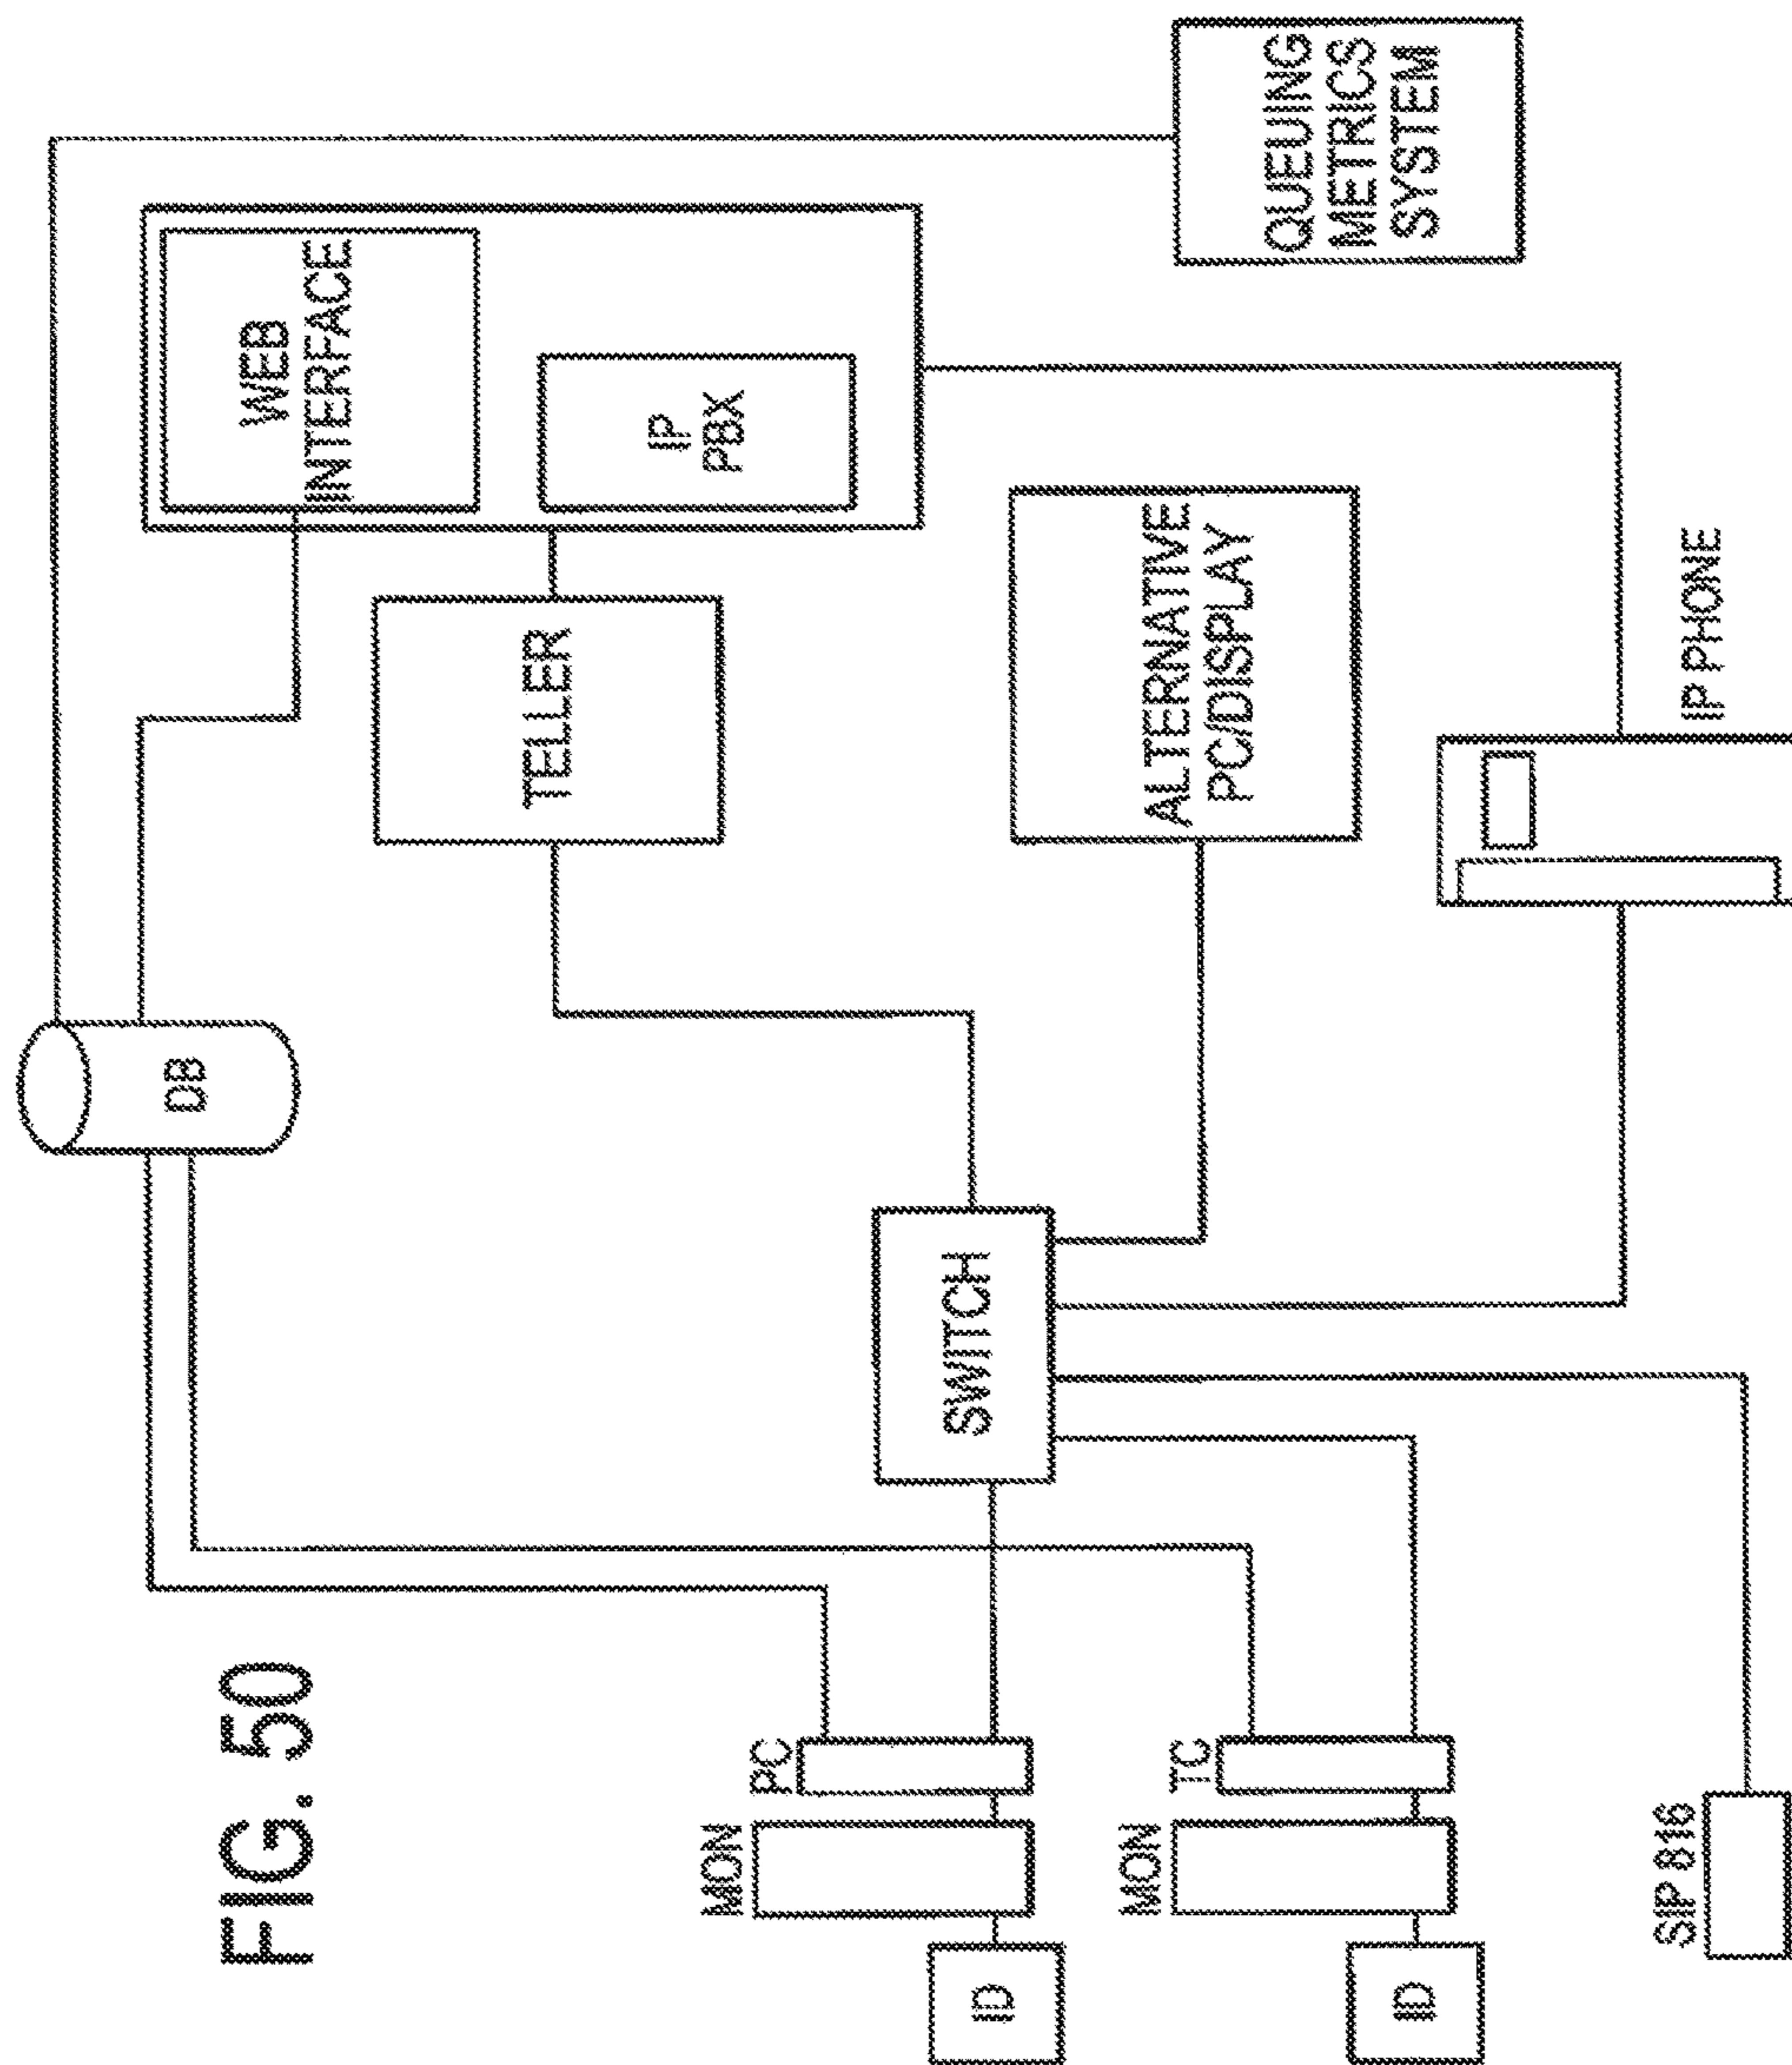 FIG. 50
DB
WEB
INTERFACE
TELLER
IP
PBX
MON
PC
ID
SWITCH
ALTERNATIVE
PC/DISPLAY
QUEUING
METRICS
SYSTEM
MON
TC
ID
SIP 816
IP PHONE